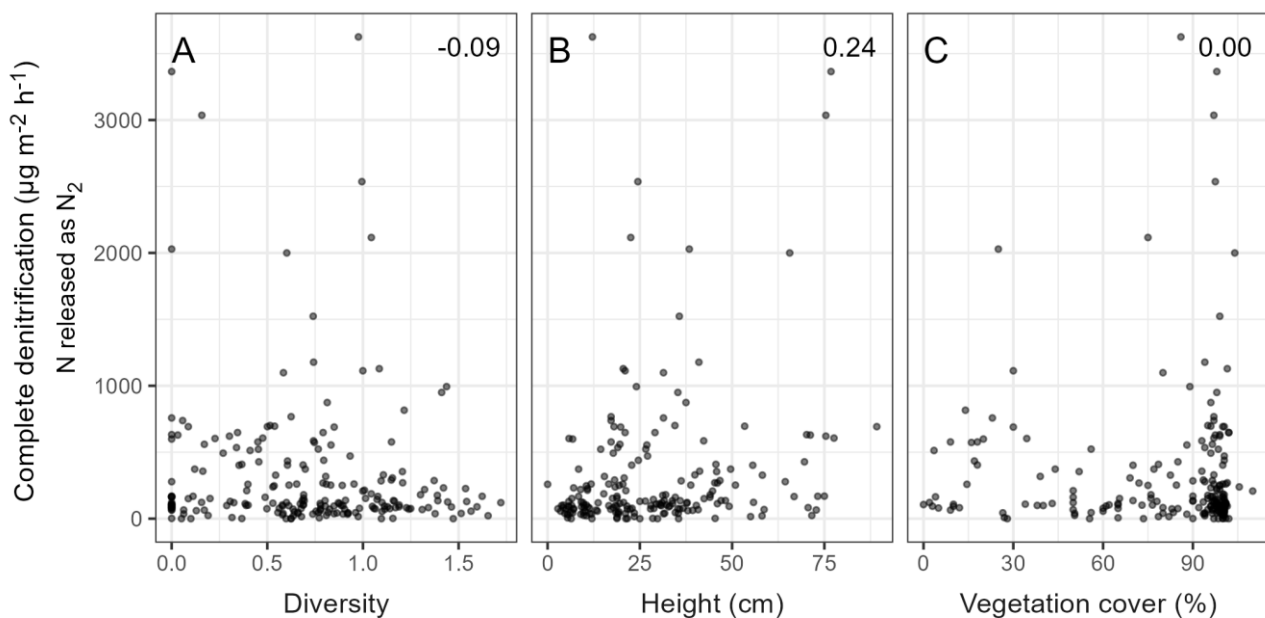 Complete denitrification (µg m⁻² h⁻¹)
N released as N₂
A
-0.09
B
0.24
C
0.00
3000
2000
1000
0
0.0 0.5 1.0 1.5
0 25 50 75
0 30 60 90
Diversity
Height (cm)
Vegetation cover (%)